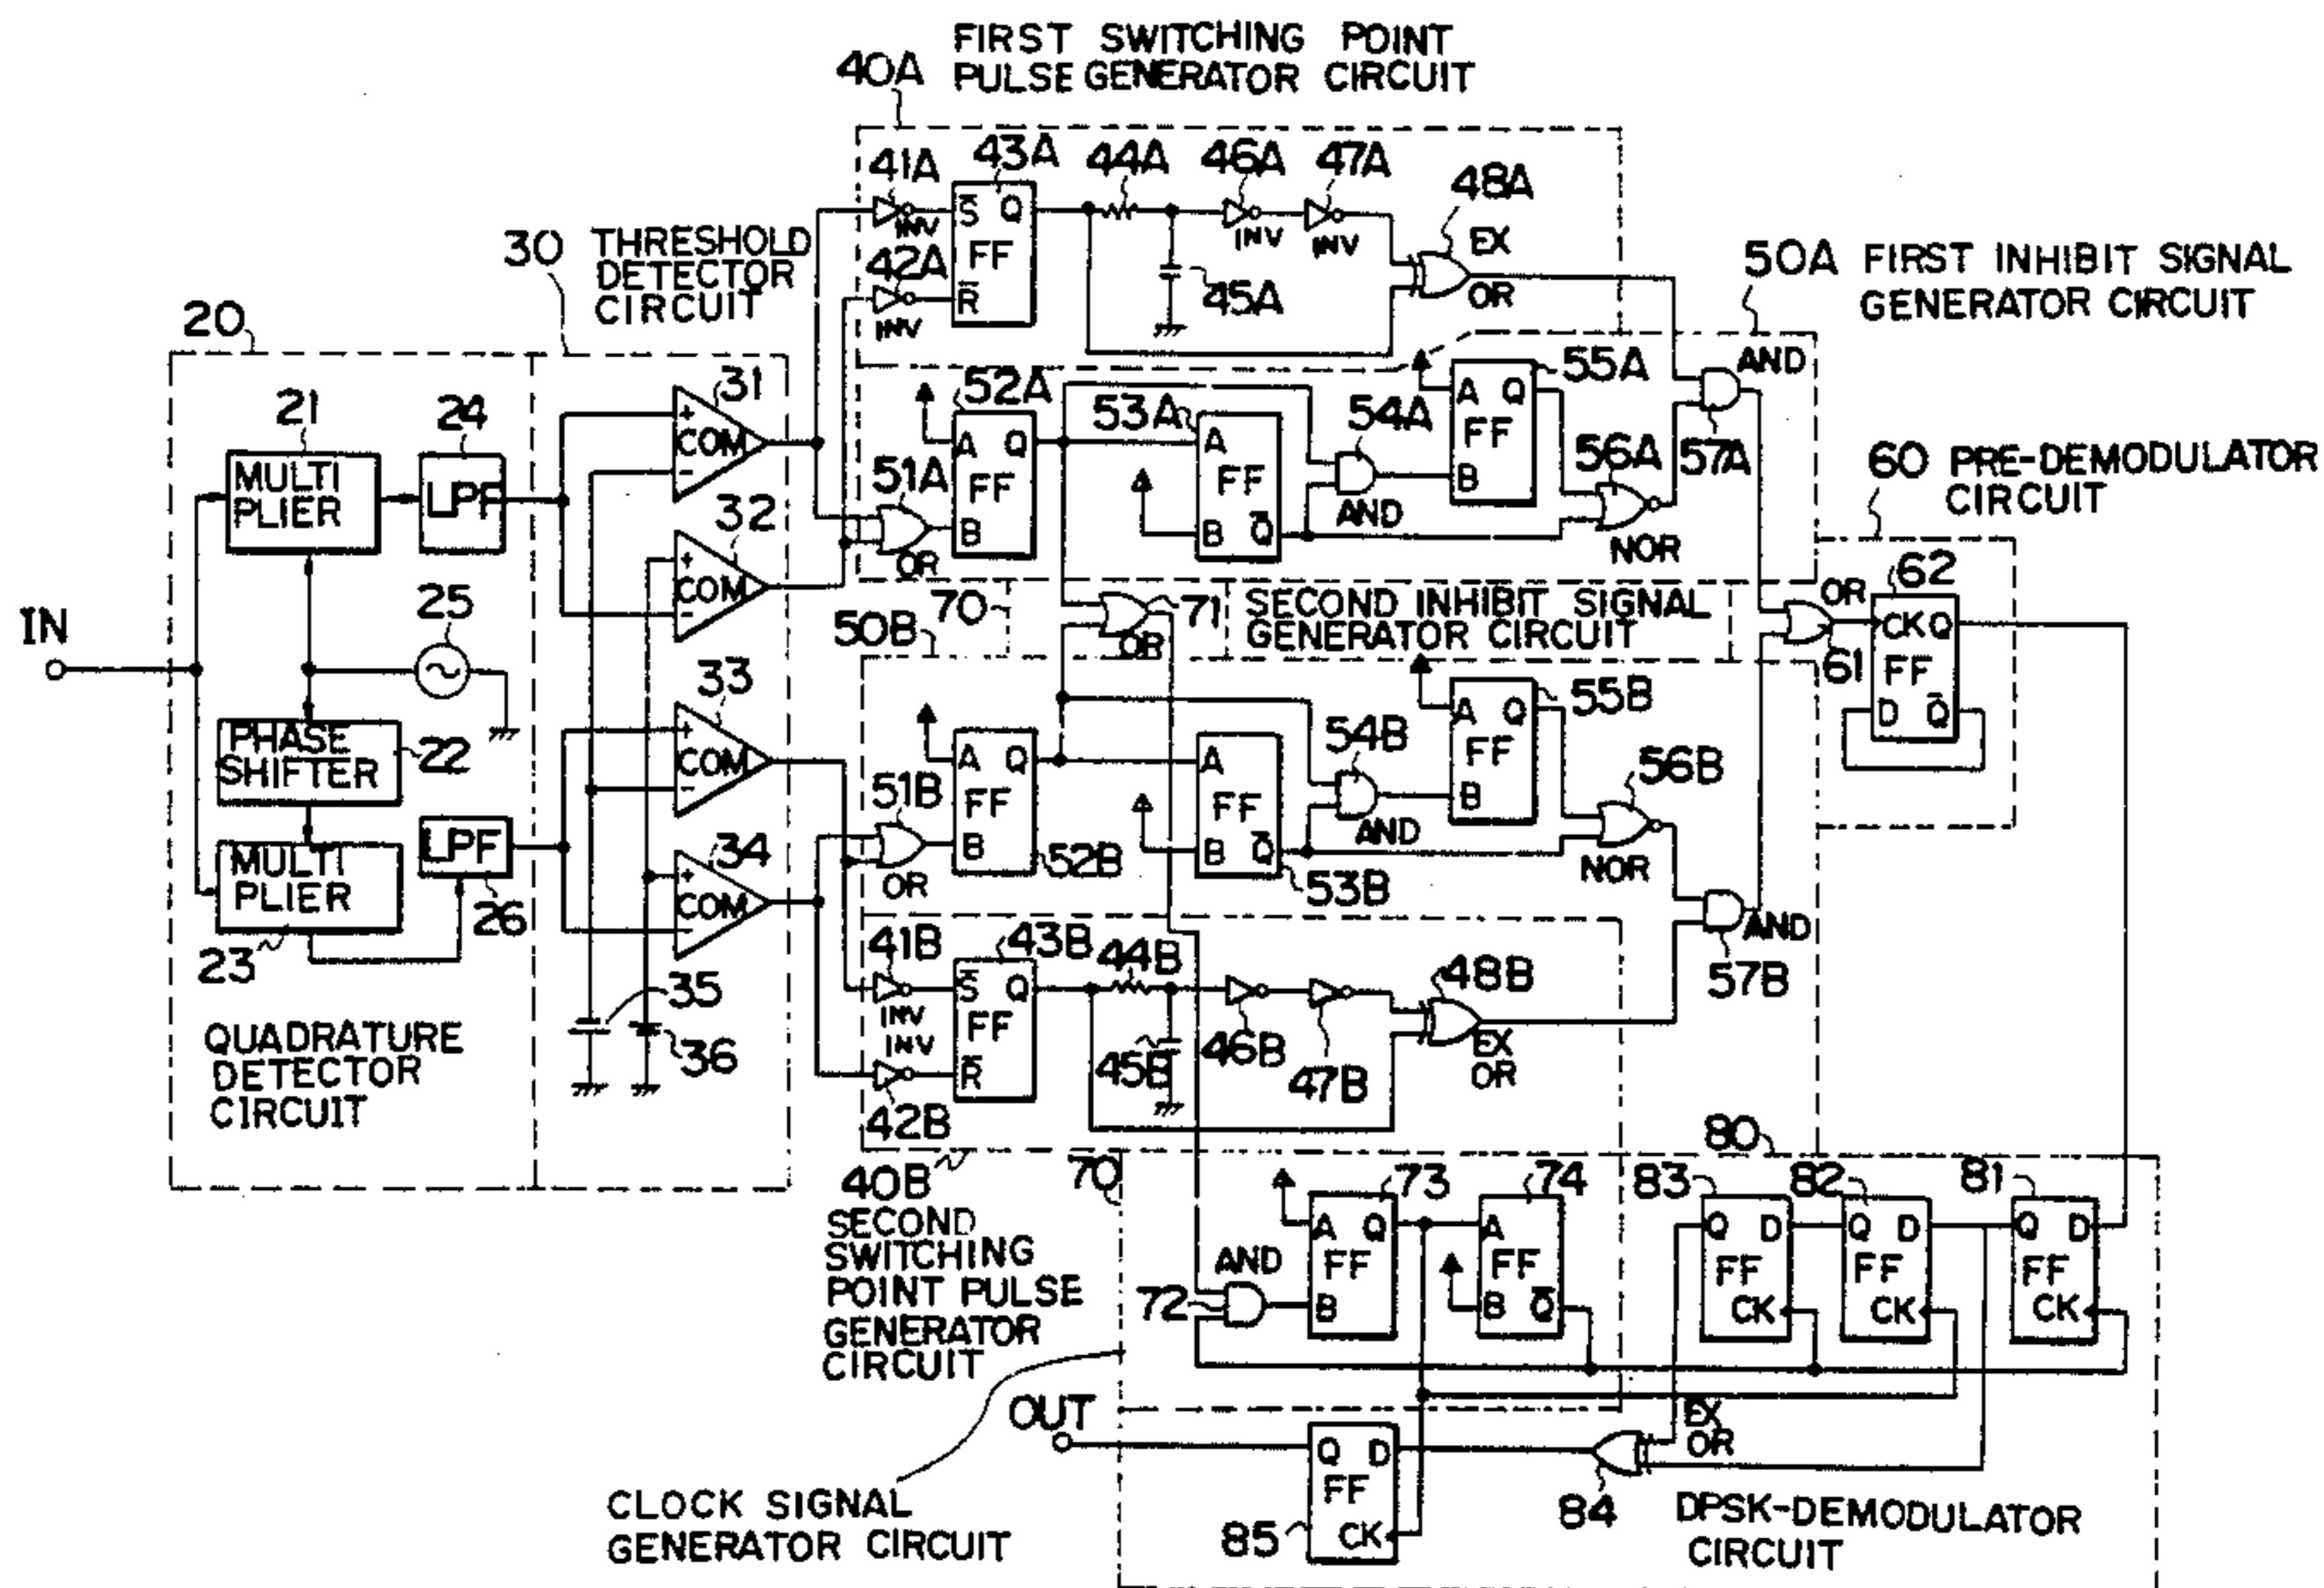 FIRST SWITCHING POINT
40A PULSE GENERATOR CIRCUIT
41A
43A
44A
46A
47A
48A
S̅ Q
FF
R̅
INV
42A
INV
INV
INV
45A
EX
OR
30 THRESHOLD
DETECTOR
CIRCUIT
50A FIRST INHIBIT SIGNAL
GENERATOR CIRCUIT
20
21
MULTI
PLIER
24
LPF
25
IN
PHASE
SHIFTER
22
MULTI
PLIER
23
LPF
26
QUADRATURE
DETECTOR
CIRCUIT
31
+
COM
-
32
+
COM
-
33
+
COM
-
34
+
COM
-
35
36
52A
A Q
FF
B
51A
OR
53A
A
FF
B Q̅
54A
AND
55A
A Q
FF
B
56A
NOR
AND
57A
60 PRE-DEMODULATOR
CIRCUIT
OR
61
62
CK Q
FF
D Q̅
70
71
OR
SECOND INHIBIT SIGNAL
GENERATOR CIRCUIT
50B
51B
OR
A Q
FF
B
52B
A
FF
B Q̅
53B
54B
AND
55B
A Q
FF
B
56B
NOR
AND
57B
41B
INV
INV
42B
43B
S̅ Q
FF
R̅
44B
45B
46B
47B
48B
EX
OR
40B
SECOND
SWITCHING
POINT PULSE
GENERATOR
CIRCUIT
70
AND
72
73
A Q
FF
B
74
A
FF
B Q̅
80
83
Q D
FF
CK
82
Q D
FF
CK
81
Q D
FF
CK
OUT
Q D
FF
CK
85
EX
OR
84
DPSK-DEMODULATOR
CIRCUIT
CLOCK SIGNAL
GENERATOR CIRCUIT